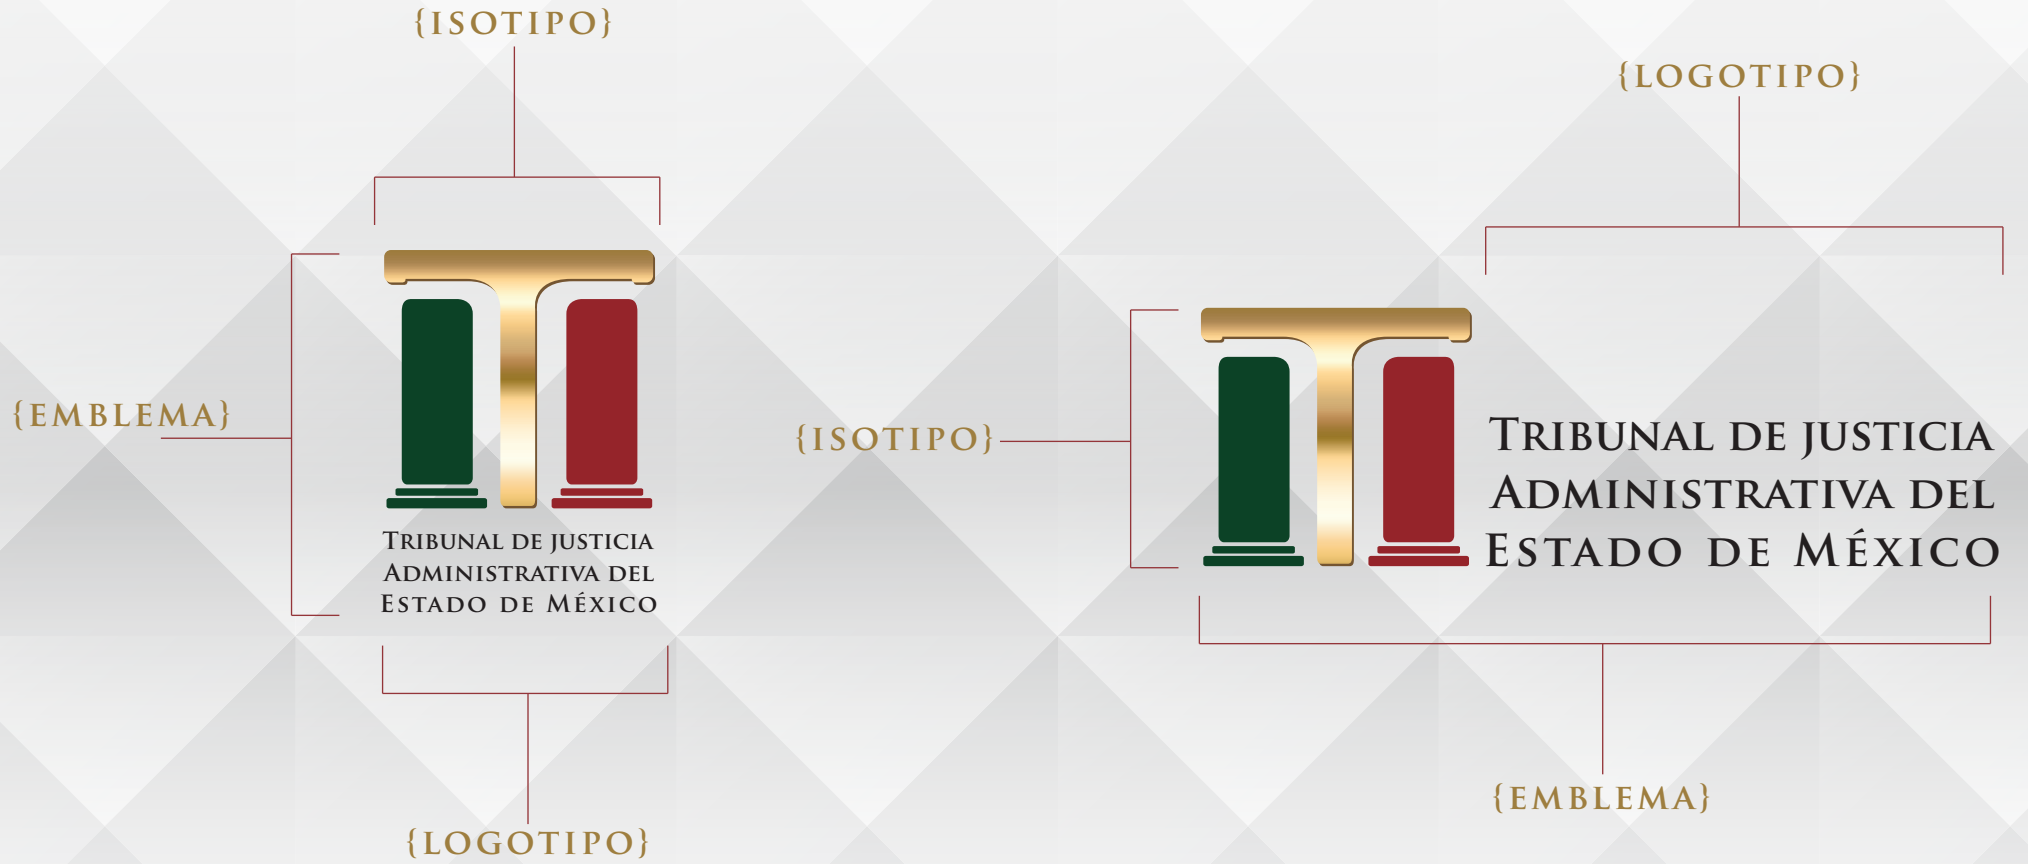 {ISOTIPO}
{EMBLEMA}
TRIBUNAL DE JUSTICIA
ADMINISTRATIVA DEL
ESTADO DE MÉXICO
{LOGOTIPO}
{LOGOTIPO}
{ISOTIPO}
TRIBUNAL DE JUSTICIA
ADMINISTRATIVA DEL
ESTADO DE MÉXICO
{EMBLEMA}